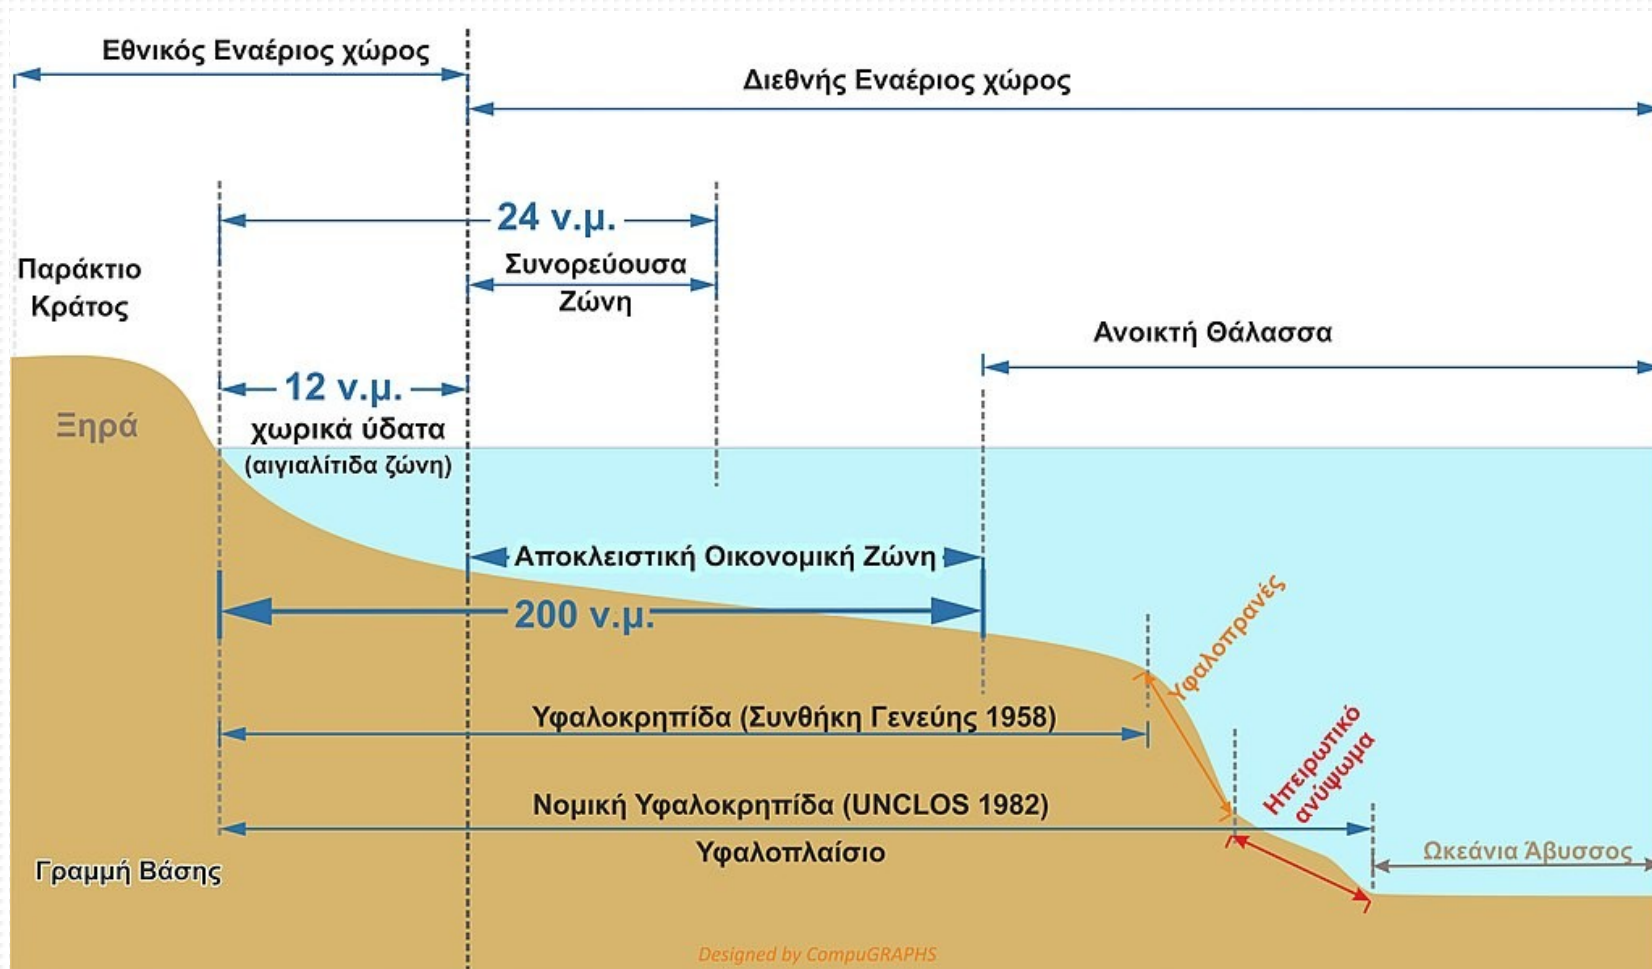 Εθνικός Εναέριος χώρος
Διεθνής Εναέριος χώρος
24 ν.μ.
Συνορεύουσα
Ζώνη
Παράκτιο
Κράτος
Ανοικτή Θάλασσα
12 ν.μ.
χωρικά ύδατα
(αιγιαλίτιδα ζώνη)
Ξηρά
Αποκλειστική Οικονομική Ζώνη
200 ν.μ.
Υφαλοπρανές
Υφαλοκρηπίδα (Συνθήκη Γενεύης 1958)
Ηπειρωτικό
ανύψωμα
Νομική Υφαλοκρηπίδα (UNCLOS 1982)
Υφαλοπλαίσιο
Ωκεάνια Άβυσσος
Γραμμή Βάσης
Designed by CompuGRAPHS